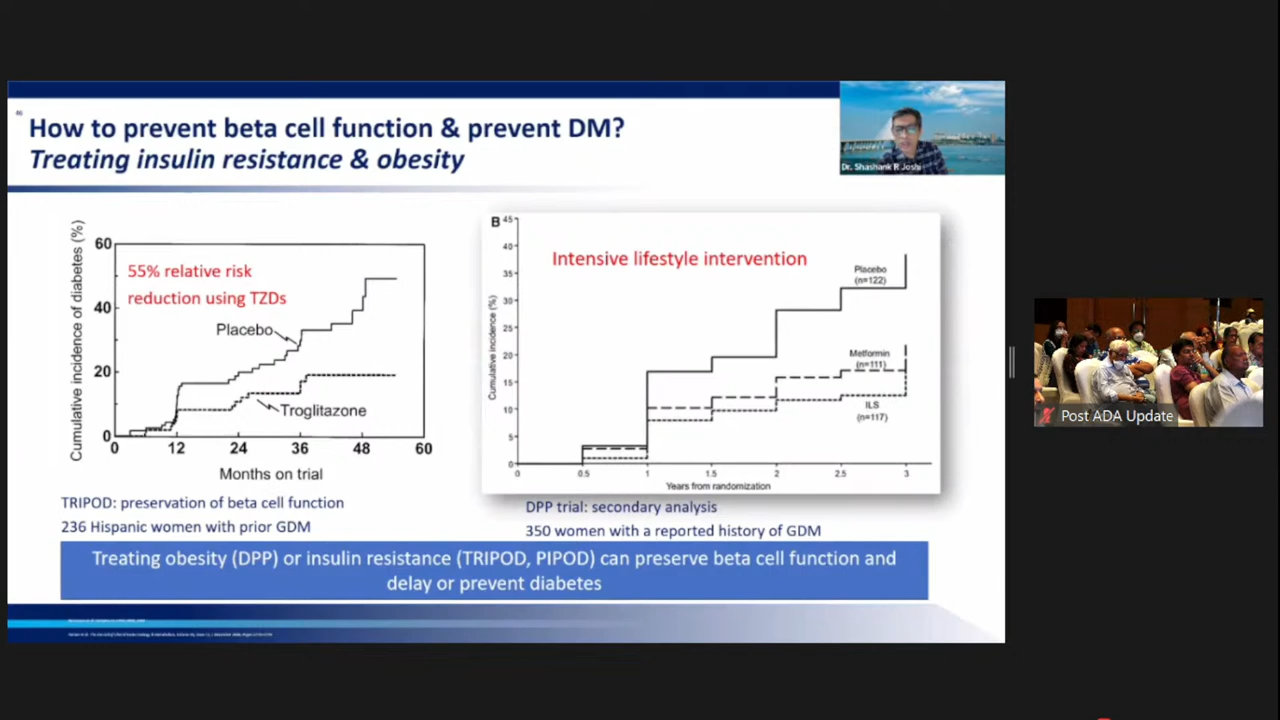 46
How to prevent beta cell function & prevent DM?
Treating insulin resistance & obesity
Dr. Shashank R Joshi
Cumulative incidence of diabetes (%)
60
40
20
0
55% relative risk
reduction using TZDs
Placebo
Troglitazone
0 12 24 36 48 60
Months on trial
TRIPOD: preservation of beta cell function
236 Hispanic women with prior GDM
B
Cumulative incidence (%)
45
40
35
30
25
20
15
10
5
0
Intensive lifestyle intervention
Placebo
(n=122)
Metformin
(n=111)
ILS
(n=117)
0 0.5 1 1.5 2 2.5 3
Years from randomization
DPP trial: secondary analysis
350 women with a reported history of GDM
Treating obesity (DPP) or insulin resistance (TRIPOD, PIPOD) can preserve beta cell function and
delay or prevent diabetes
Post ADA Update